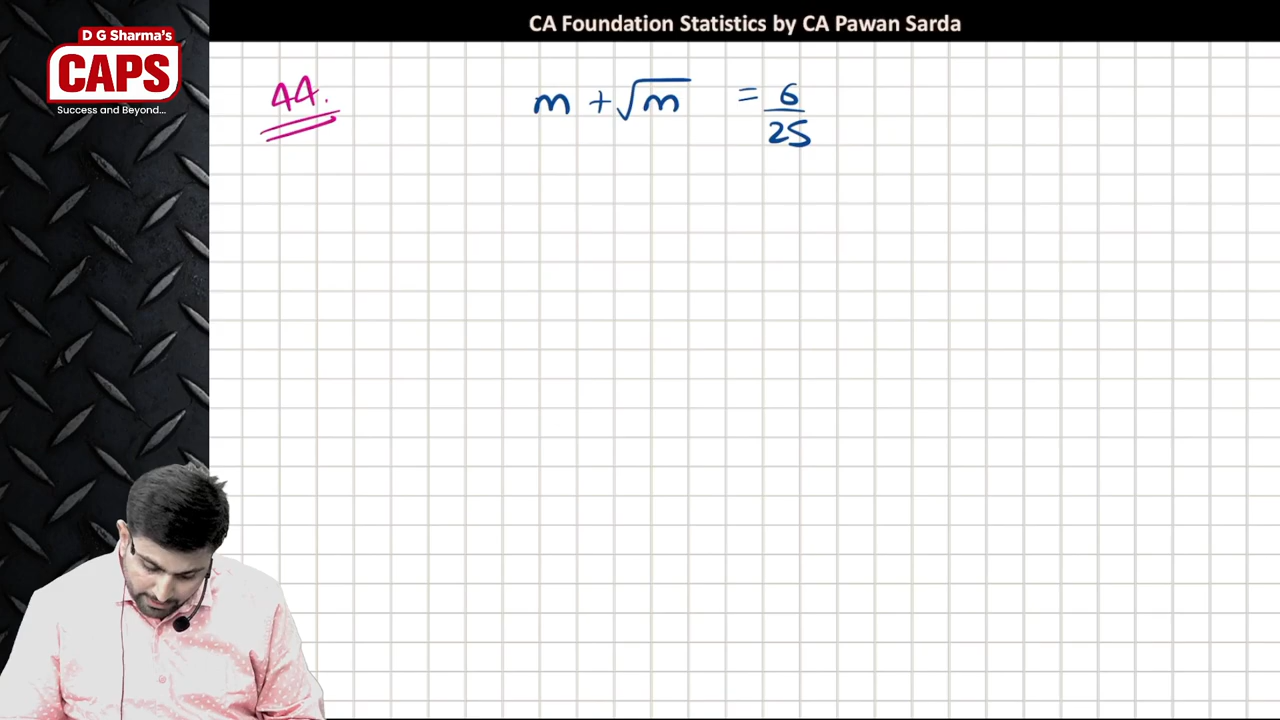 CA Foundation Statistics by CA Pawan Sarda
D G Sharma's
CAPS
Success and Beyond...
44.
m + √m = 6/25